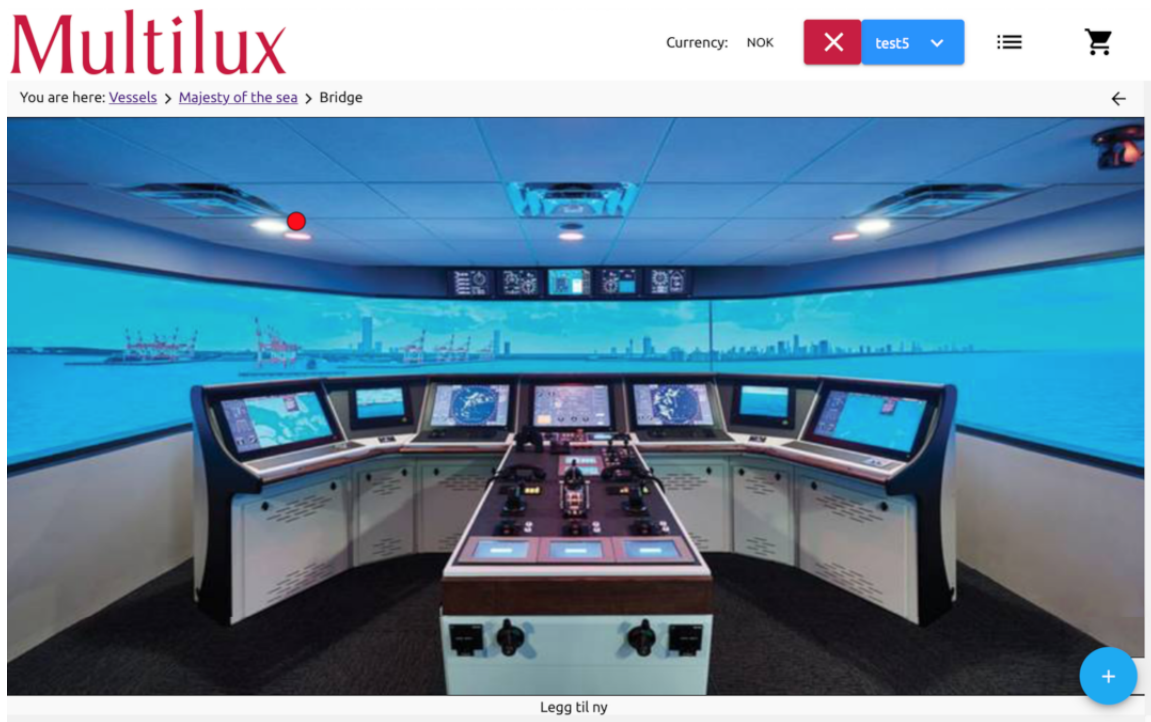 Multilux
Currency: NOK
test5
You are here: Vessels > Majesty of the sea > Bridge
Legg til ny